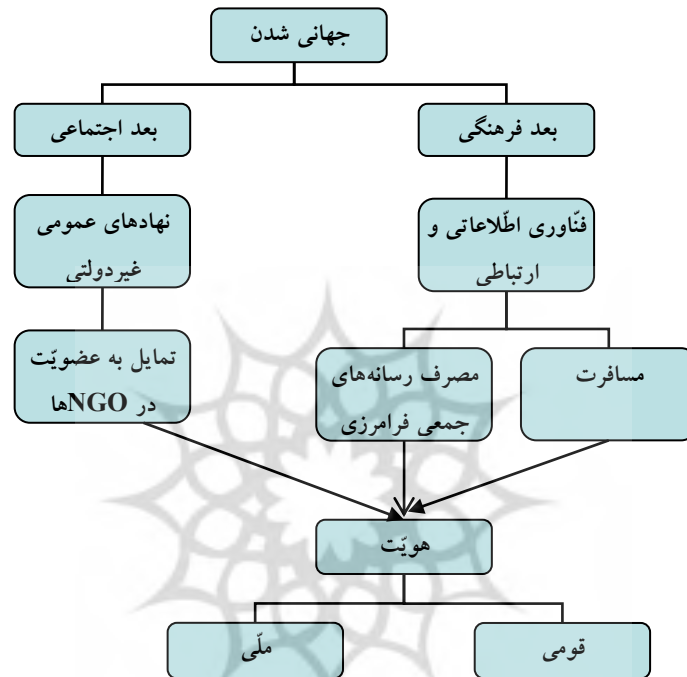 جهانی شدن
بعد فرهنگی
بعد اجتماعی
فنّاوری اطّلاعاتی و
ارتباطی
نهادهای عمومی
غیردولتی
مسافرت
مصرف رسانه‌های
جمعی فرامرزی
تمایل به عضویّت
در NGOها
هویّت
قومی
ملّی